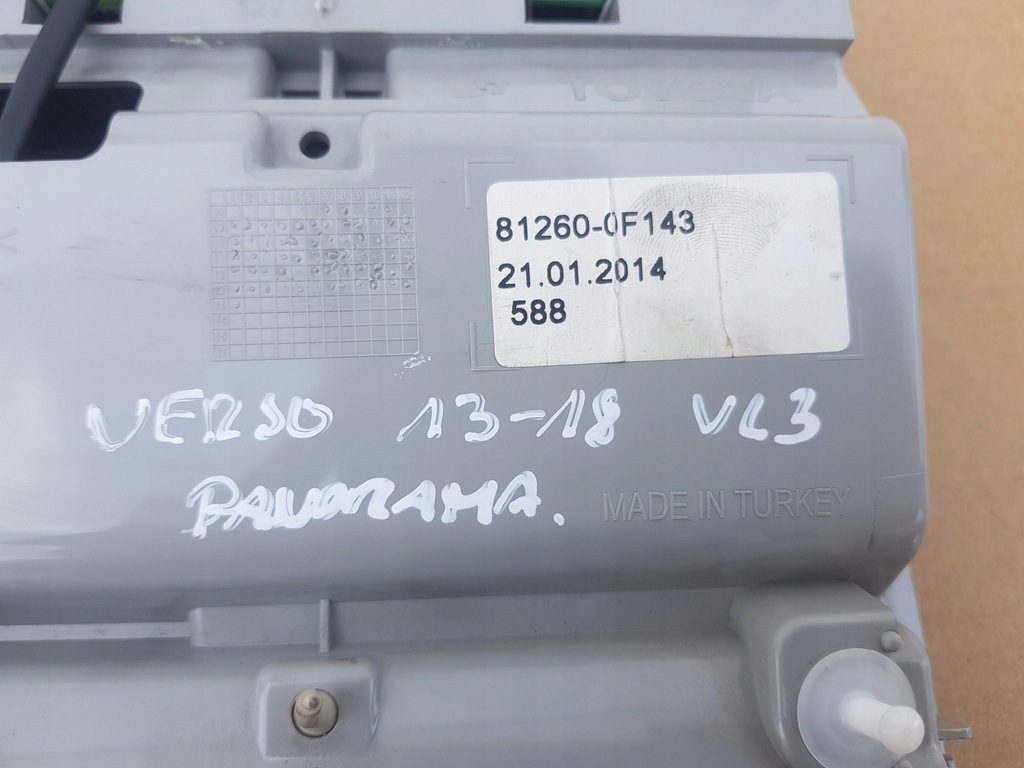 TOYOTA
81260-0F143
21.01.2014
588
VERSO 13-18 VL3
PANORAMA.
MADE IN TURKEY